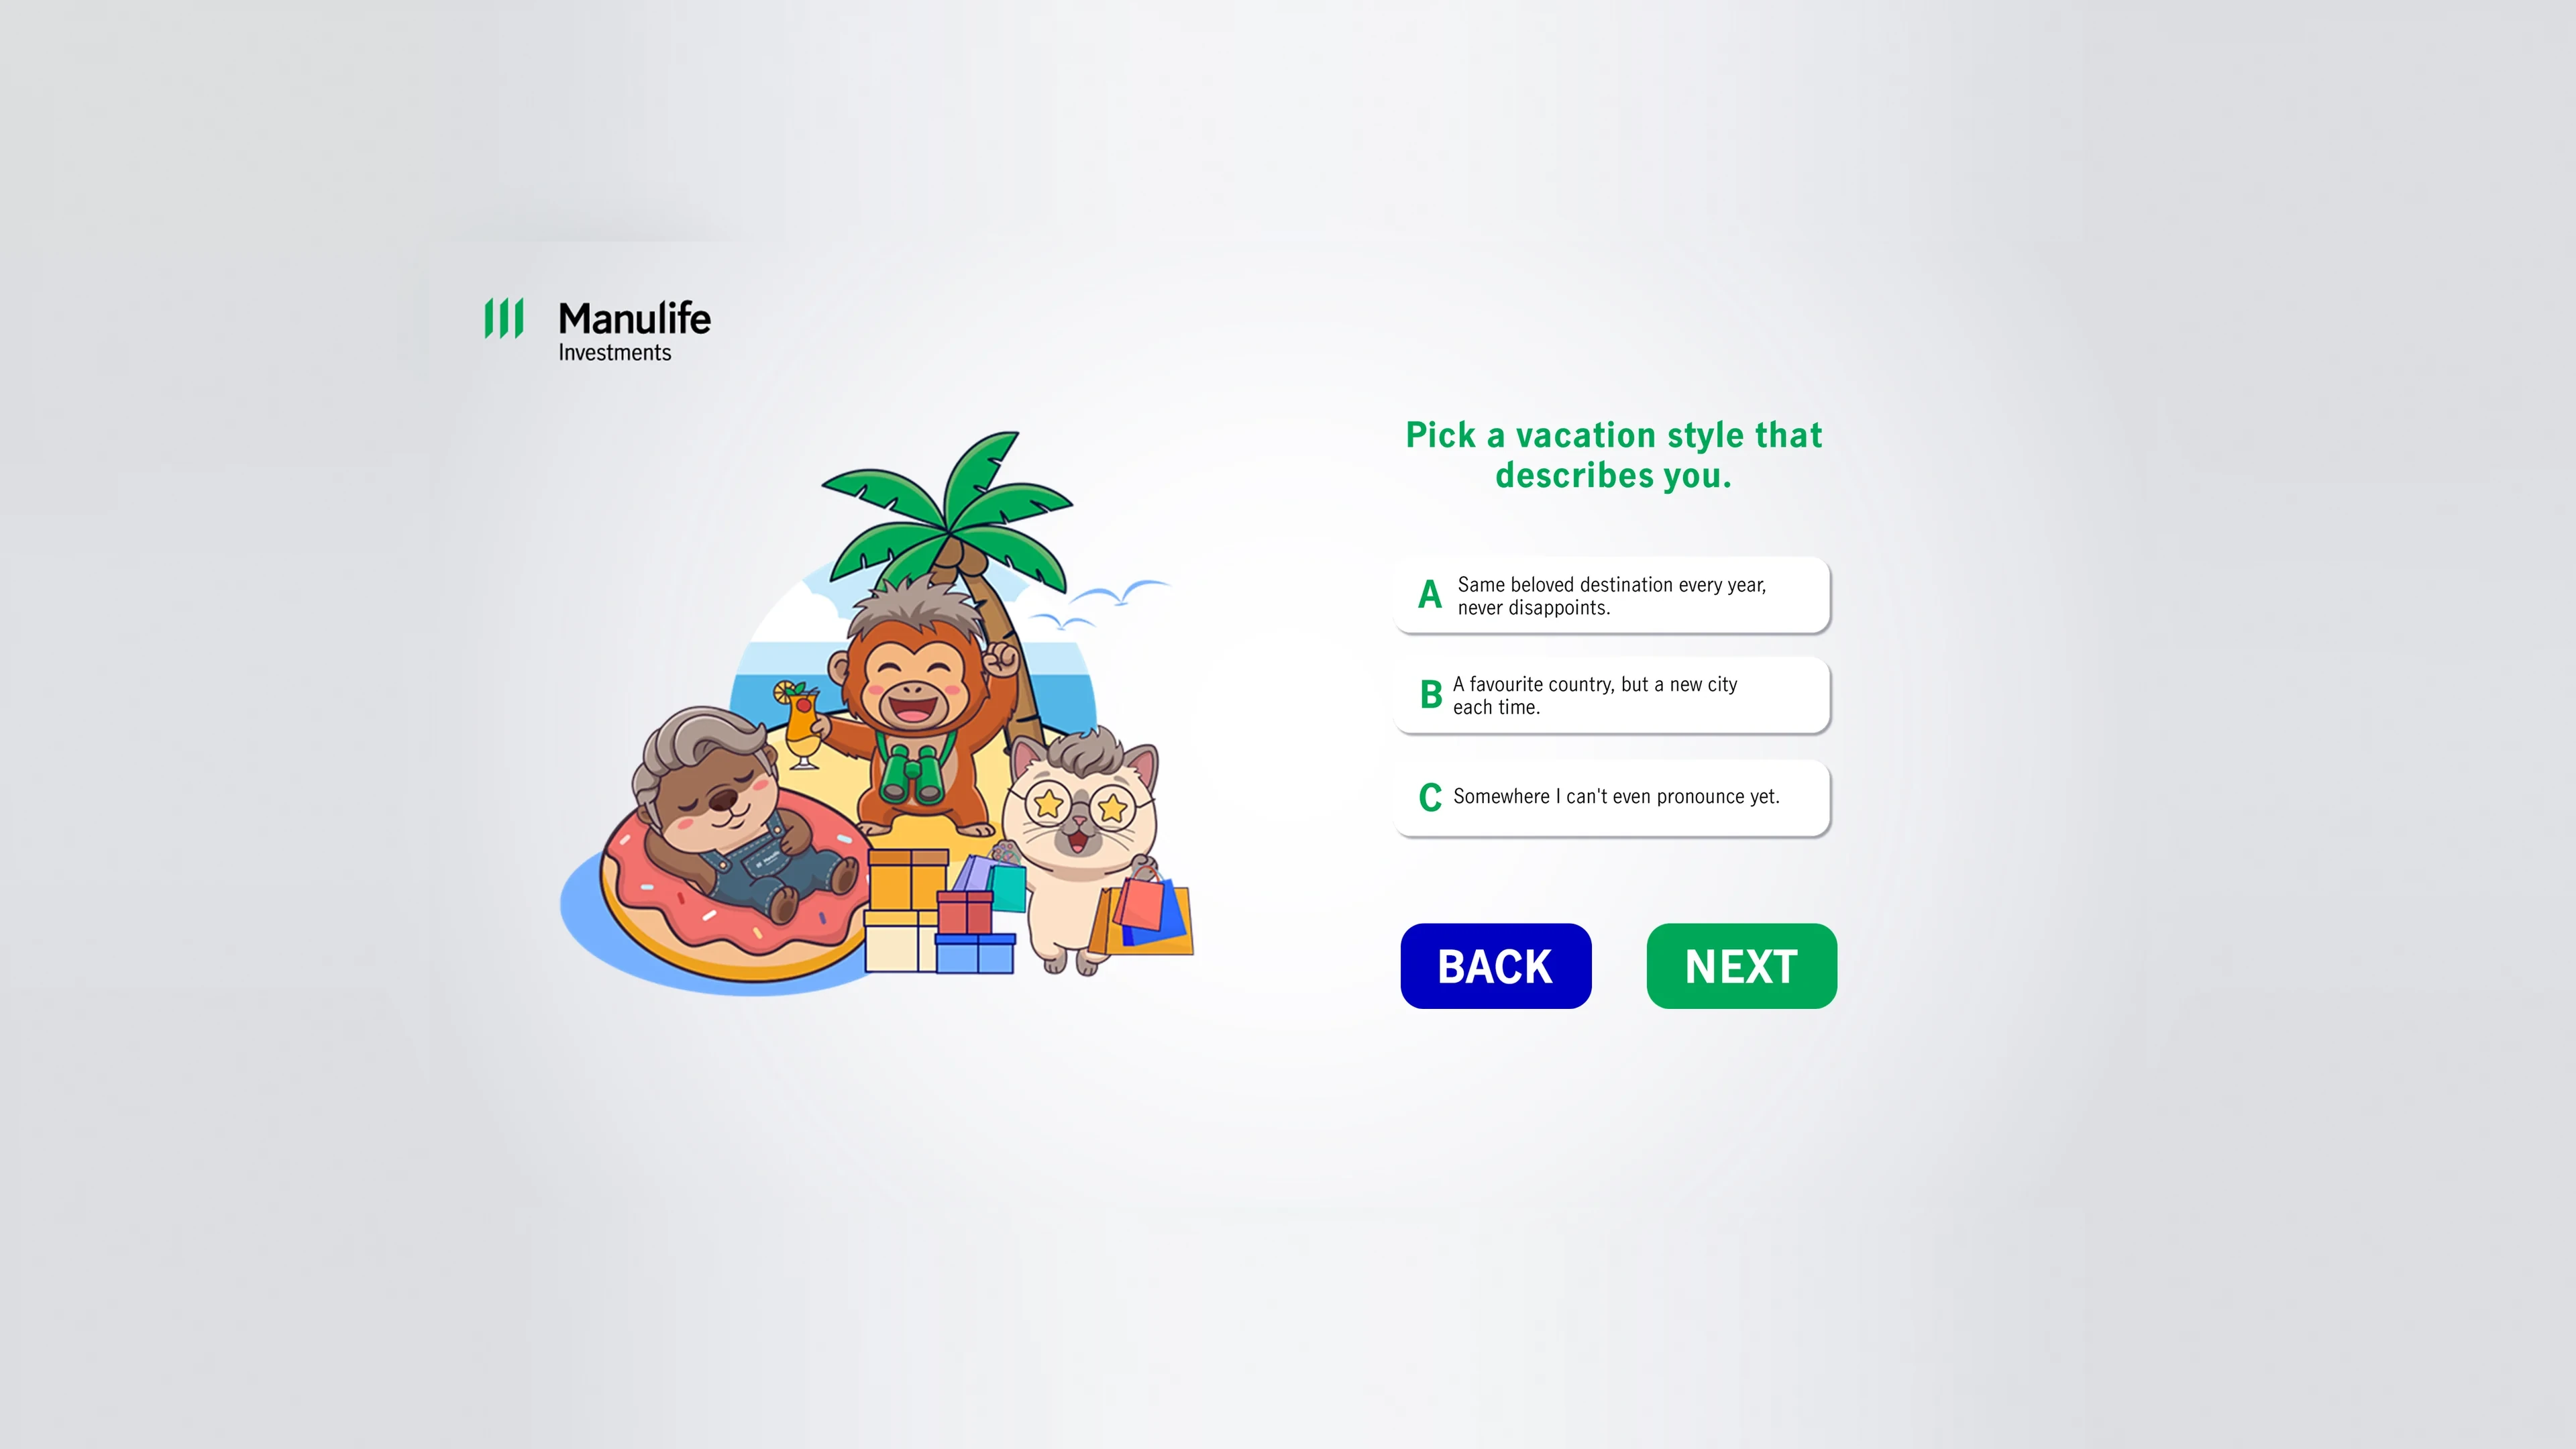 Manulife
Investments
Pick a vacation style that
describes you.
A Same beloved destination every year,
never disappoints.
B A favourite country, but a new city
each time.
C Somewhere I can't even pronounce yet.
BACK NEXT